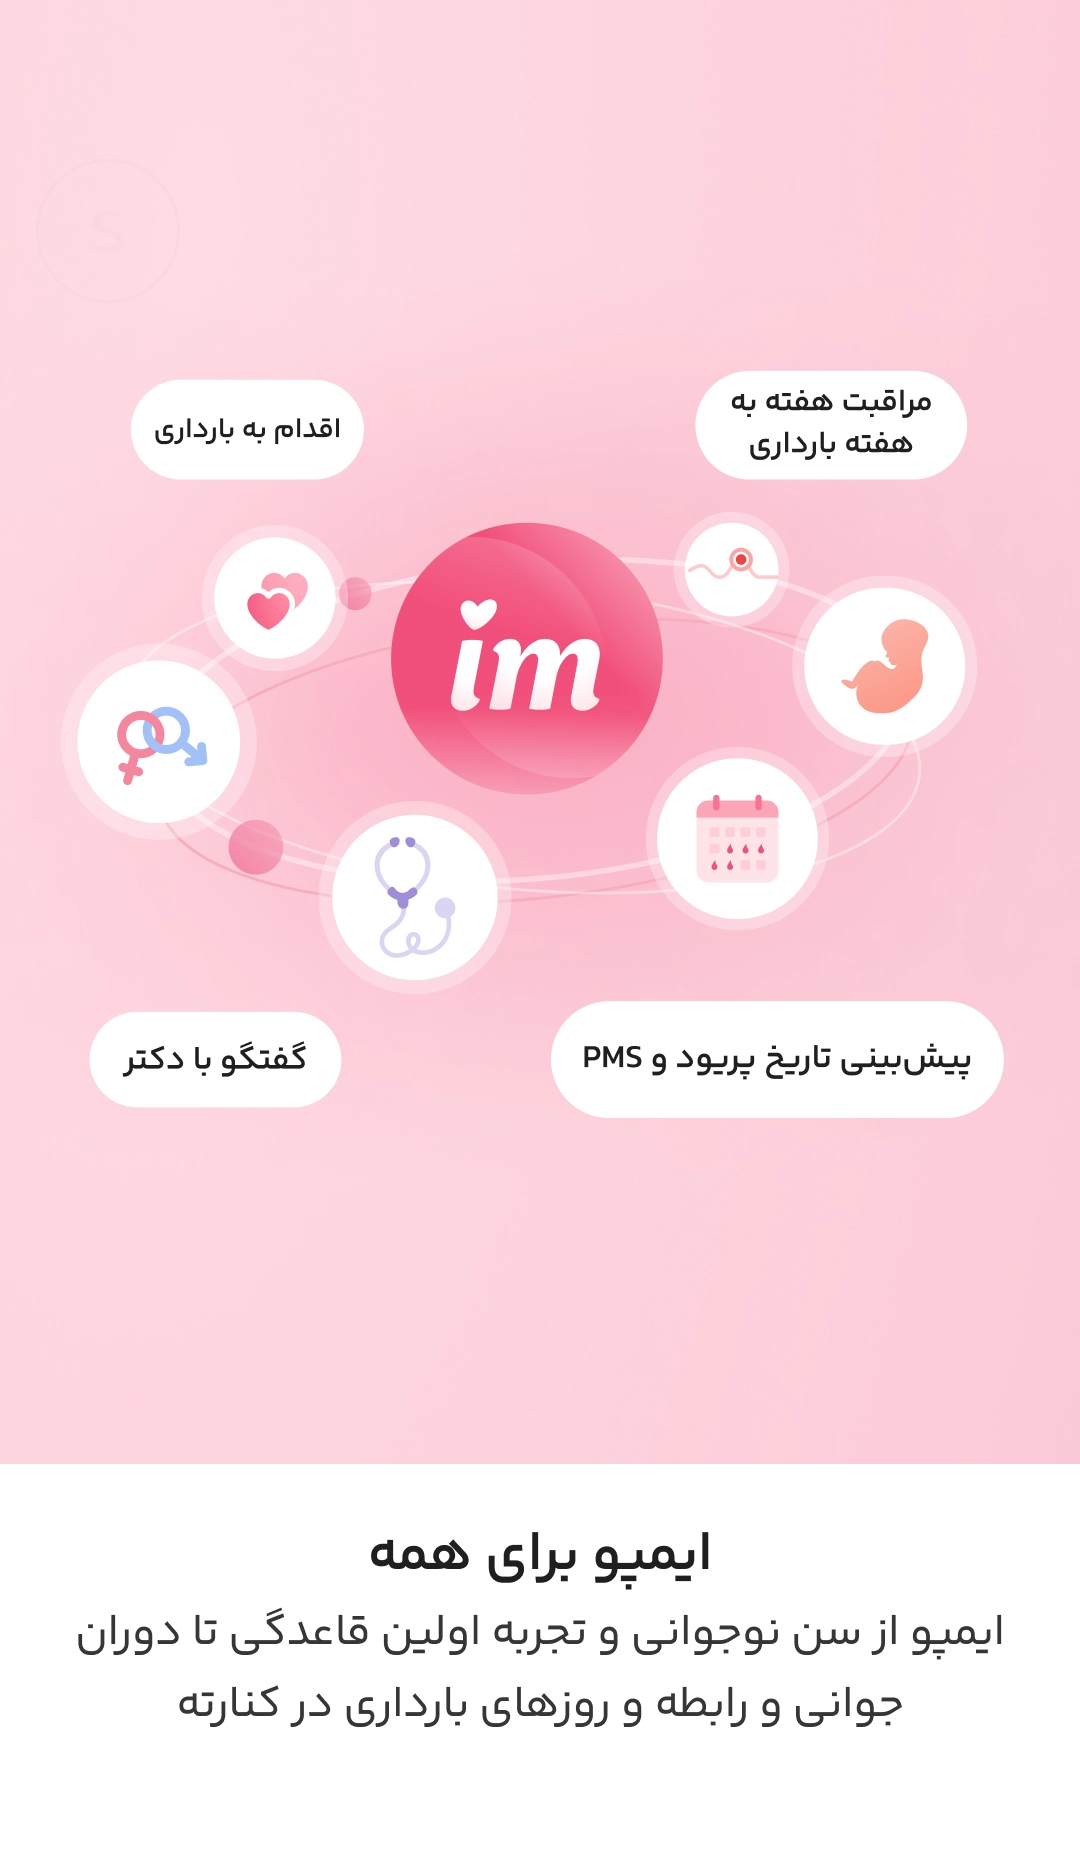 S
مراقبت هفته به
هفته بارداری
اقدام به بارداری
im
پیش‌بینی تاریخ پریود و PMS
گفتگو با دکتر
ایمپو برای همه
ایمپو از سن نوجوانی و تجربه اولین قاعدگی تا دوران
جوانی و رابطه و روزهای بارداری در کنارته